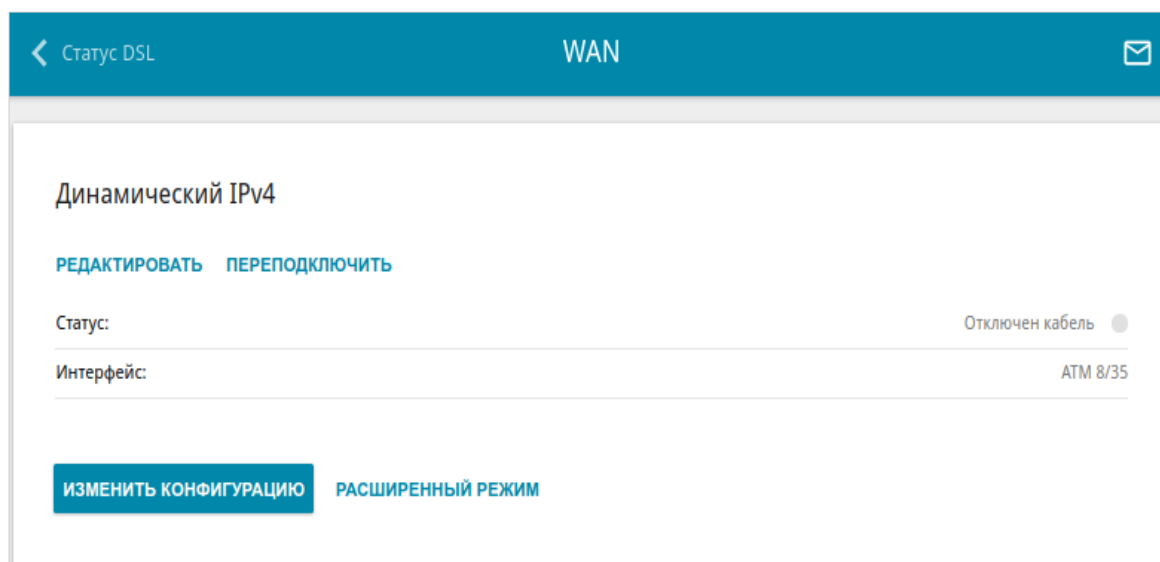 Статус DSL
WAN
Динамический IPv4
РЕДАКТИРОВАТЬ ПЕРЕПОДКЛЮЧИТЬ
Статус: Отключен кабель
Интерфейс: ATM 8/35
ИЗМЕНИТЬ КОНФИГУРАЦИЮ РАСШИРЕННЫЙ РЕЖИМ